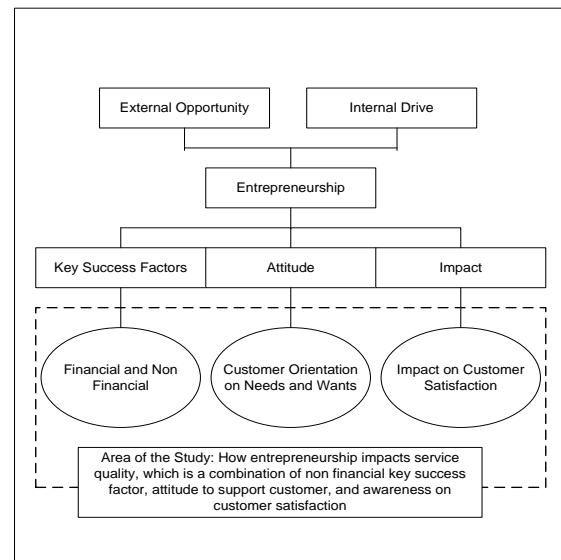 External Opportunity
Internal Drive
Entrepreneurship
Key Success Factors
Attitude
Impact
Financial and Non
Financial
Customer Orientation
on Needs and Wants
Impact on Customer
Satisfaction
Area of the Study: How entrepreneurship impacts service
quality, which is a combination of non financial key success
factor, attitude to support customer, and awareness on
customer satisfaction